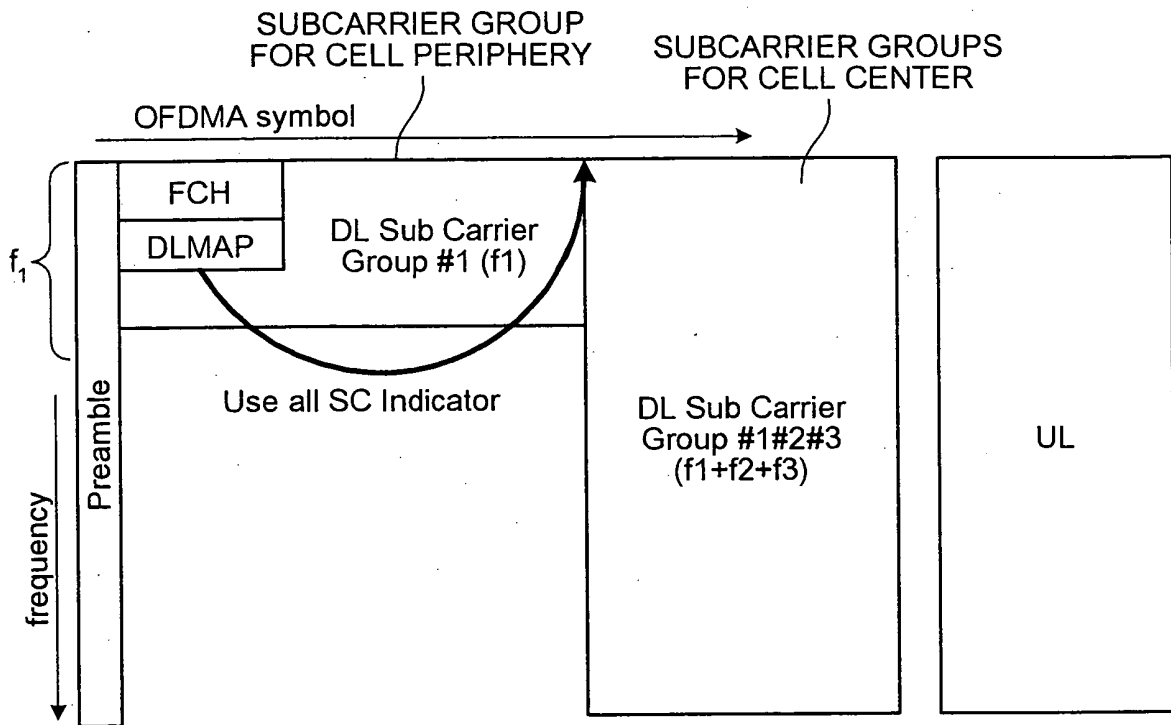 SUBCARRIER GROUP
FOR CELL PERIPHERY
SUBCARRIER GROUPS
FOR CELL CENTER
OFDMA symbol
FCH
DLMAP
DL Sub Carrier
Group #1 (f1)
f1
Use all SC Indicator
Preamble
frequency
DL Sub Carrier
Group #1#2#3
(f1+f2+f3)
UL